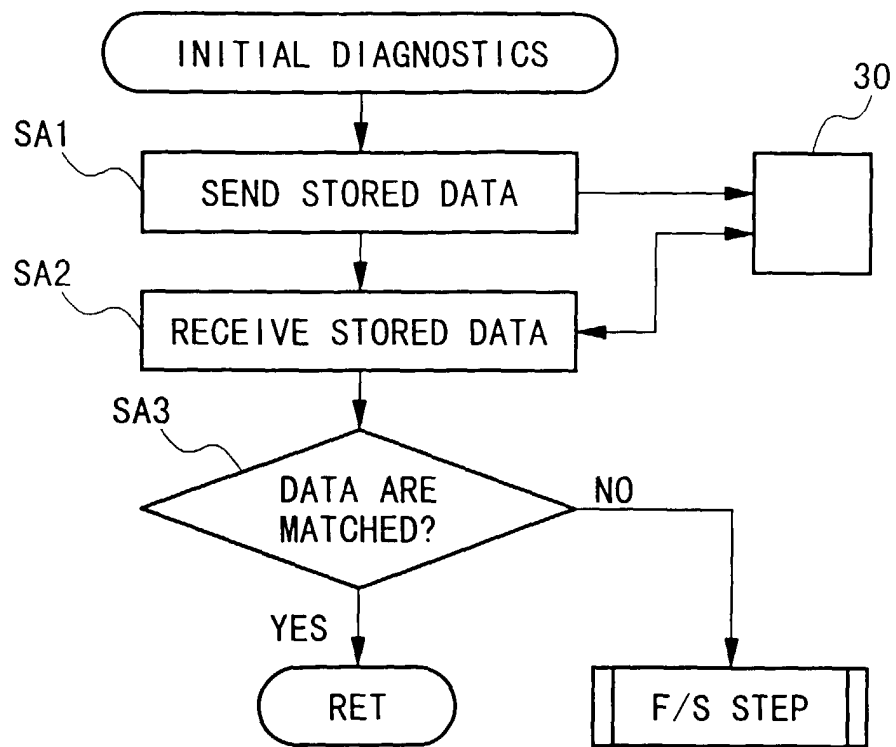 INITIAL DIAGNOSTICS
30
SA1
SEND STORED DATA
SA2
RECEIVE STORED DATA
SA3
DATA ARE
MATCHED?
NO
YES
RET
F/S STEP